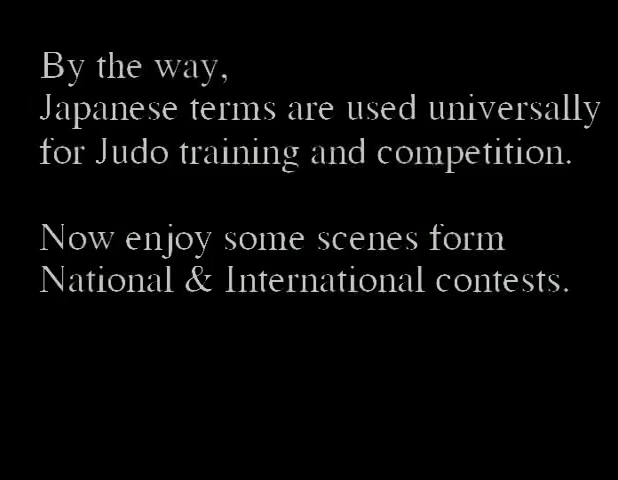 By the way,
Japanese terms are used universally
for Judo training and competition.
Now enjoy some scenes form
National & International contests.